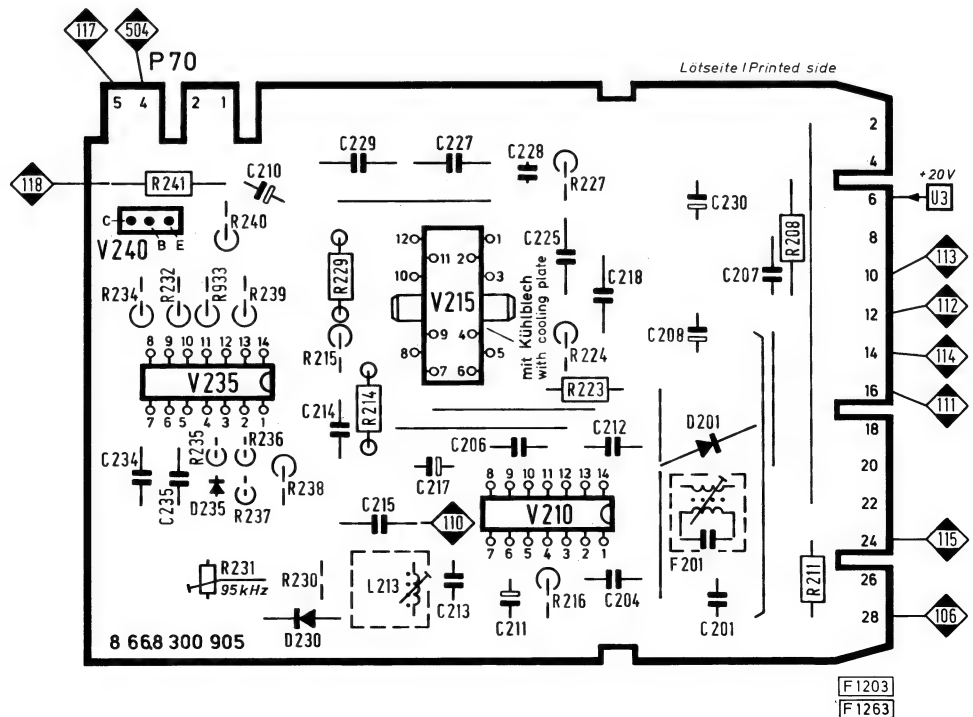 117 504
P70
Lötseite / Printed side
5 4 2 1
2
4
6
8
10
12
14
16
18
20
22
24
26
28
+20V
U3
113
112
114
111
115
106
118
R241
C210
C229
C227
C228
R227
C230
R208
C207
C V240 B E
R240
R229
12 11 10 9 8 7
V215
1 2 3 4 5 6
mit Kühlblech
with cooling plate
C225
C218
C208
R224
R234
R232
R933
R239
R215
R223
8 9 10 11 12 13 14
V235
7 6 5 4 3 2 1
R214
C214
C206
C212
D201
C234
C235
R235
D235
R236
R237
R238
C217
C215
110
8 9 10 11 12 13 14
V210
7 6 5 4 3 2 1
F201
R231
95kHz
R230
D230
L213
C213
C211
R216
C204
C201
R211
8 668 300 905
F1203
F1263